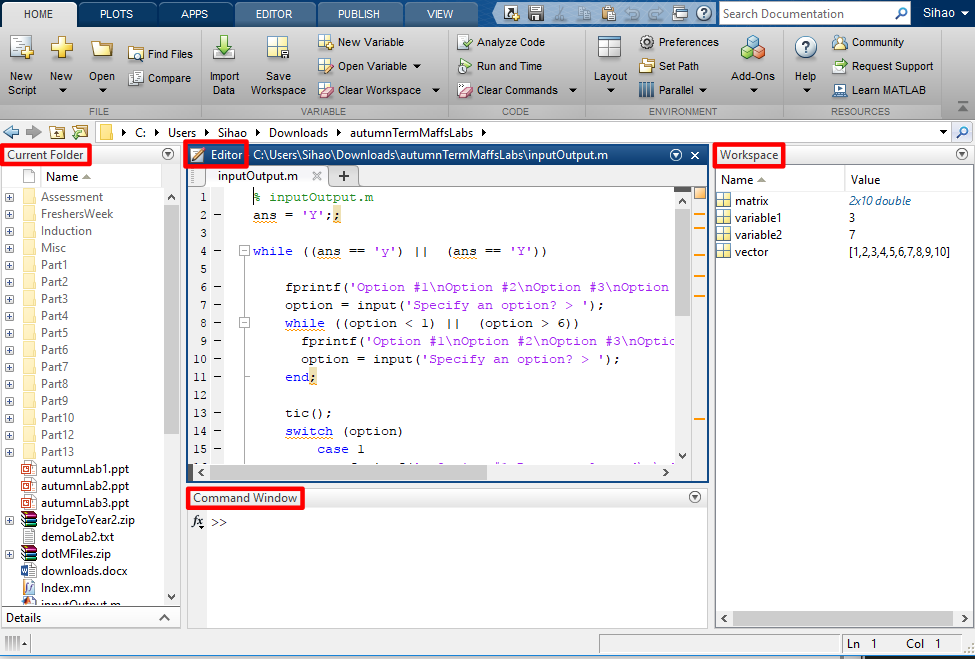 HOME PLOTS APPS EDITOR PUBLISH VIEW Search Documentation Sihao
New Script
New
Open
Find Files
Compare
FILE
Import Data
Save Workspace
New Variable
Open Variable
Clear Workspace
VARIABLE
Analyze Code
Run and Time
Clear Commands
CODE
Layout
Preferences
Set Path
Parallel
Add-Ons
ENVIRONMENT
Help
Community
Request Support
Learn MATLAB
RESOURCES
C: Users Sihao Downloads autumnTermMaffsLabs
Current Folder
Name
Assessment
FreshersWeek
Induction
Misc
Part1
Part2
Part3
Part4
Part5
Part6
Part7
Part8
Part9
Part10
Part12
Part13
autumnLab1.ppt
autumnLab2.ppt
autumnLab3.ppt
bridgeToYear2.zip
demoLab2.txt
dotMFiles.zip
downloads.docx
Index.mn
inputOutput.m
Details
Editor C:\Users\Sihao\Downloads\autumnTermMaffsLabs\inputOutput.m
inputOutput.m
1 % inputOutput.m
2 ans = 'Y';;
3
4 while ((ans == 'y') || (ans == 'Y'))
5
6 fprintf('Option #1\nOption #2\nOption #3\nOption
7 option = input('Specify an option? > ');
8 while ((option < 1) || (option > 6))
9 fprintf('Option #1\nOption #2\nOption #3\nOptio
10 option = input('Specify an option? > ');
11 end;
12
13 tic();
14 switch (option)
15 case 1
Command Window
fx >>
Workspace
Name Value
matrix 2x10 double
variable1 3
variable2 7
vector [1,2,3,4,5,6,7,8,9,10]
Ln 1 Col 1